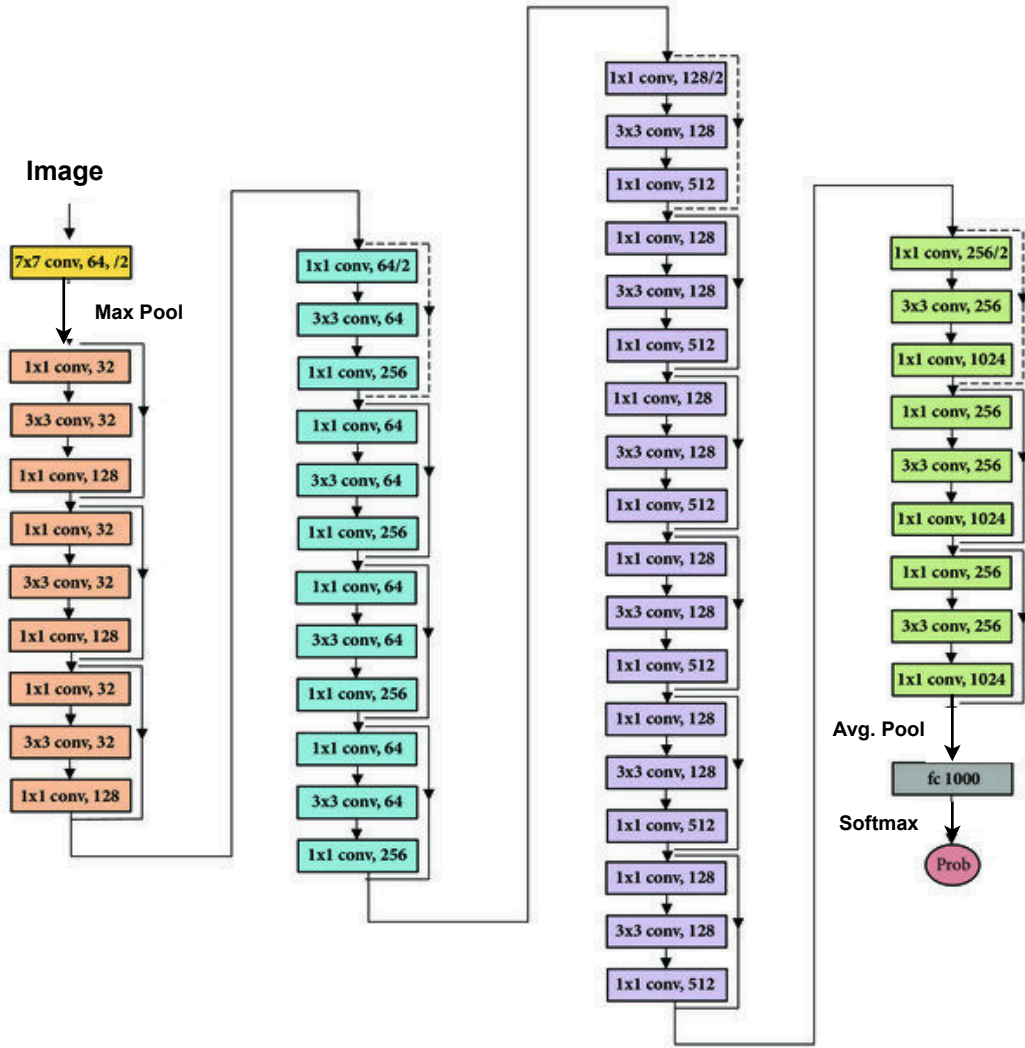 Image
7x7 conv, 64, /2
Max Pool
1x1 conv, 32
3x3 conv, 32
1x1 conv, 128
1x1 conv, 32
3x3 conv, 32
1x1 conv, 128
1x1 conv, 32
3x3 conv, 32
1x1 conv, 128
1x1 conv, 64/2
3x3 conv, 64
1x1 conv, 256
1x1 conv, 64
3x3 conv, 64
1x1 conv, 256
1x1 conv, 64
3x3 conv, 64
1x1 conv, 256
1x1 conv, 64
3x3 conv, 64
1x1 conv, 256
1x1 conv, 128/2
3x3 conv, 128
1x1 conv, 512
1x1 conv, 128
3x3 conv, 128
1x1 conv, 512
1x1 conv, 128
3x3 conv, 128
1x1 conv, 512
1x1 conv, 128
3x3 conv, 128
1x1 conv, 512
1x1 conv, 128
3x3 conv, 128
1x1 conv, 512
1x1 conv, 128
3x3 conv, 128
1x1 conv, 512
1x1 conv, 256/2
3x3 conv, 256
1x1 conv, 1024
1x1 conv, 256
3x3 conv, 256
1x1 conv, 1024
1x1 conv, 256
3x3 conv, 256
1x1 conv, 1024
Avg. Pool
fc 1000
Softmax
Prob